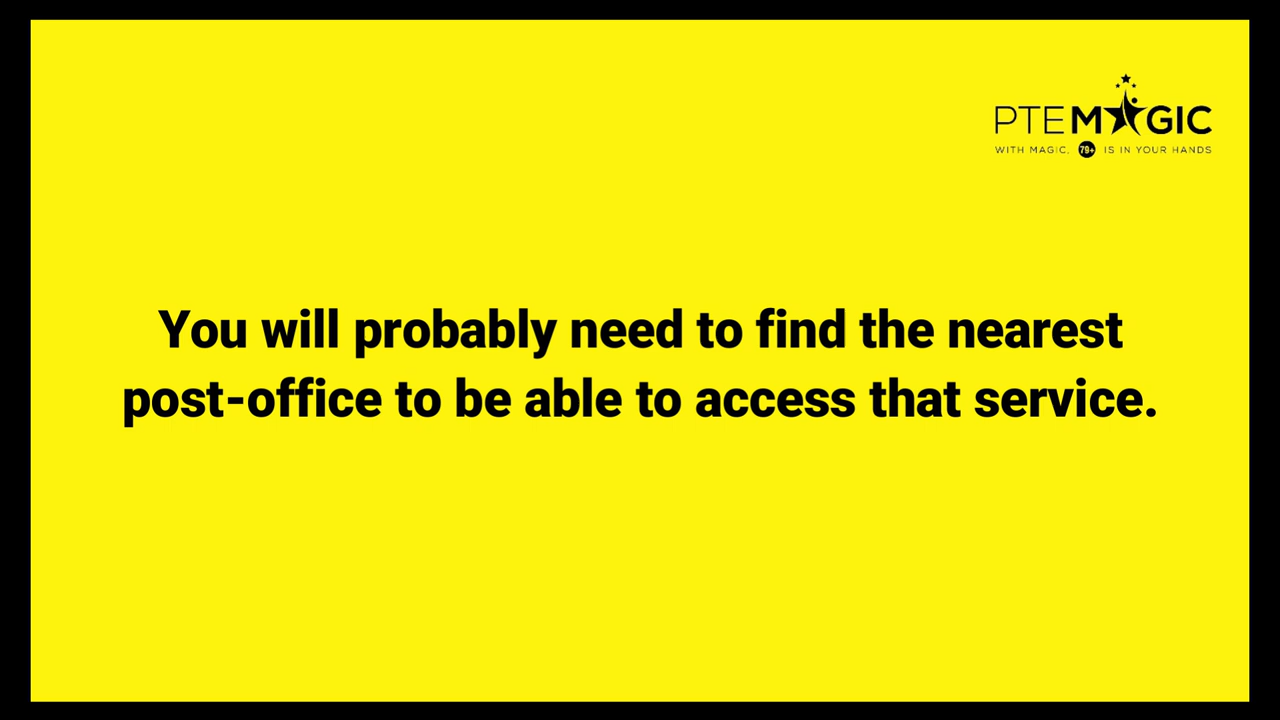 PTEMAGIC
WITH MAGIC, 79+ IS IN YOUR HANDS
You will probably need to find the nearest
post-office to be able to access that service.